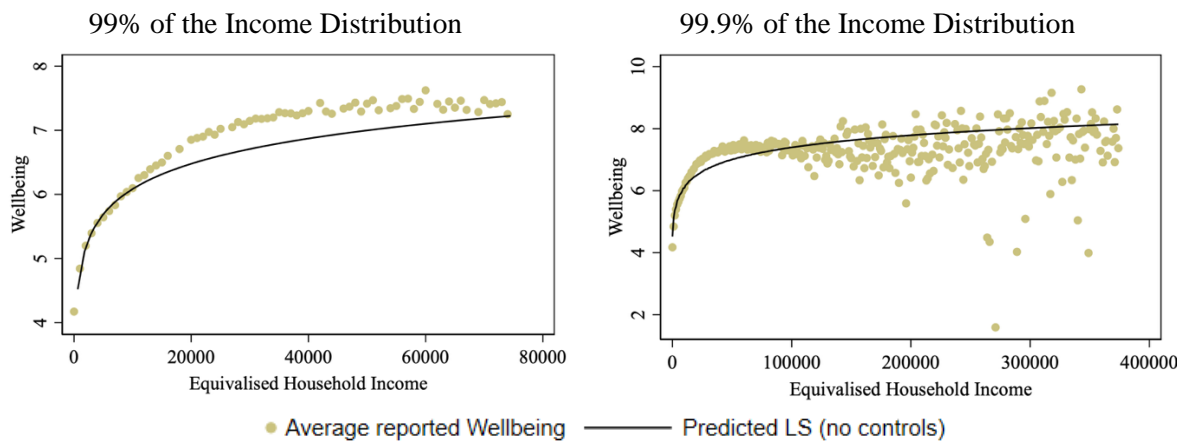 99% of the Income Distribution
8
7
6
5
4
Wellbeing
0
20000
40000
60000
80000
Equivalised Household Income
99.9% of the Income Distribution
10
8
6
4
2
Wellbeing
0
100000
200000
300000
400000
Equivalised Household Income
Average reported Wellbeing
Predicted LS (no controls)